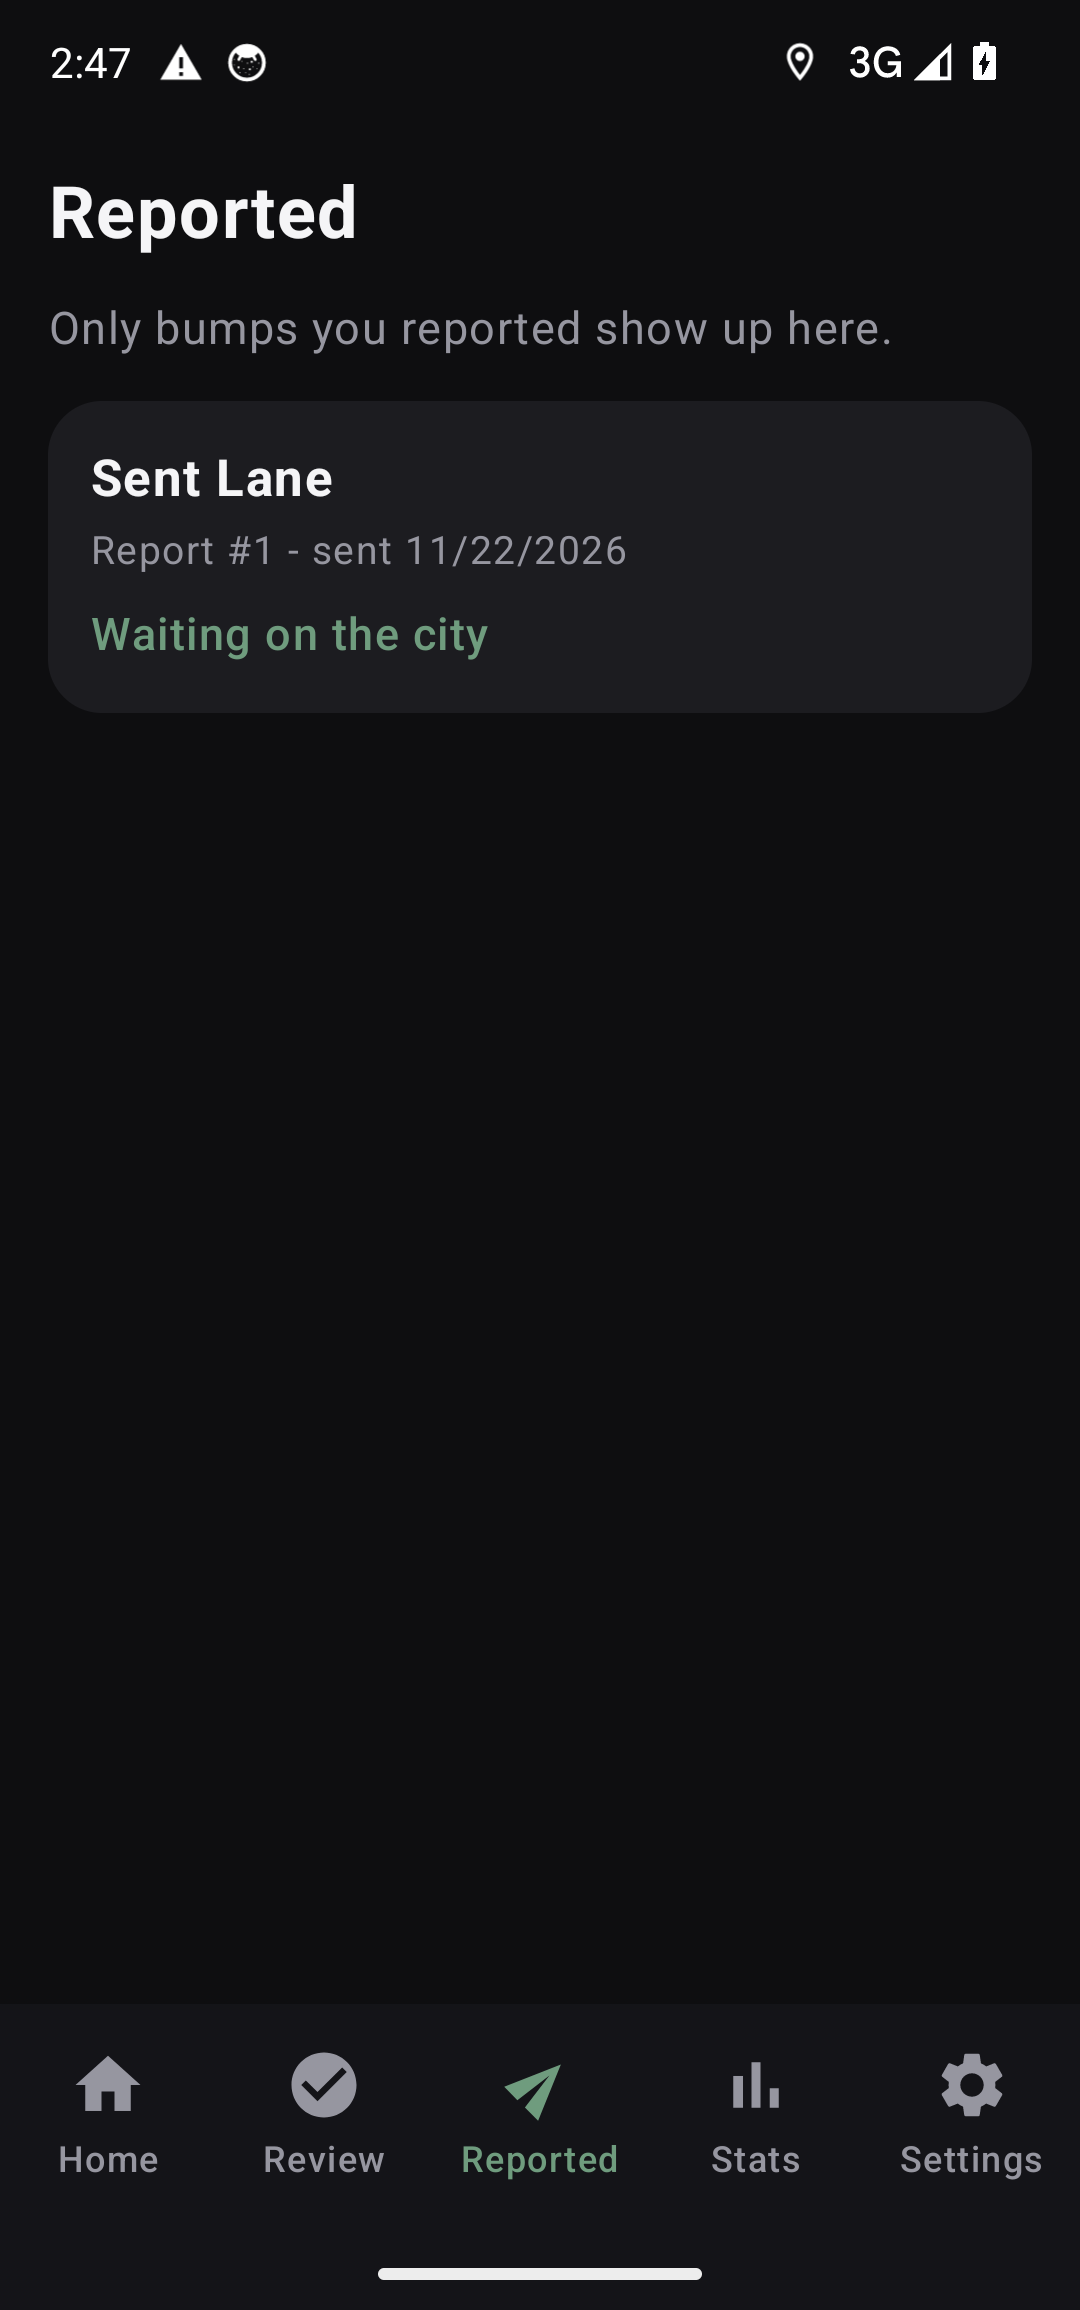 2:47
3G
Reported
Only bumps you reported show up here.
Sent Lane
Report #1 - sent 11/22/2026
Waiting on the city
Home
Review
Reported
Stats
Settings